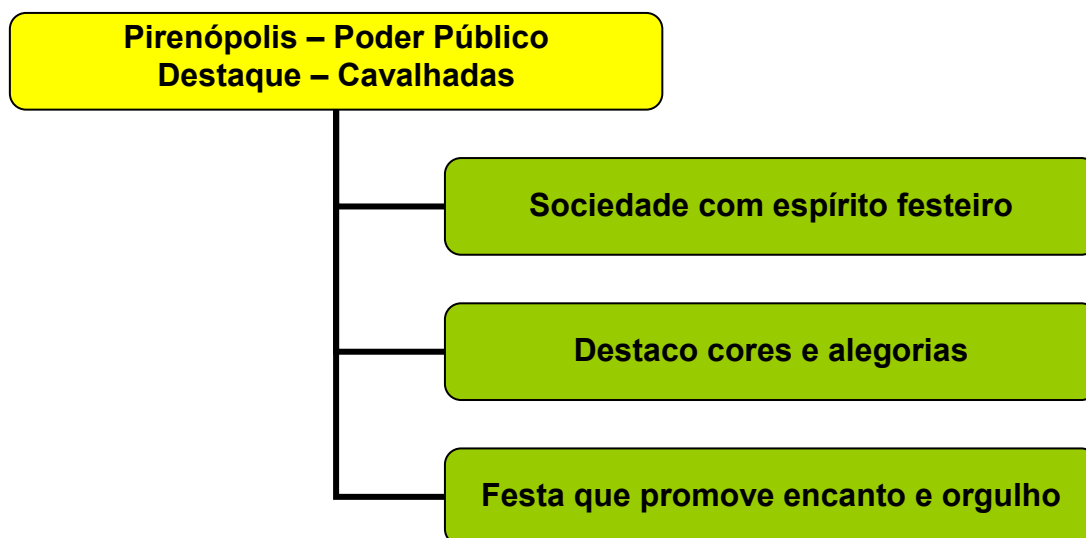 Pirenópolis – Poder Público
Destaque – Cavalhadas
Sociedade com espírito festeiro
Destaco cores e alegorias
Festa que promove encanto e orgulho